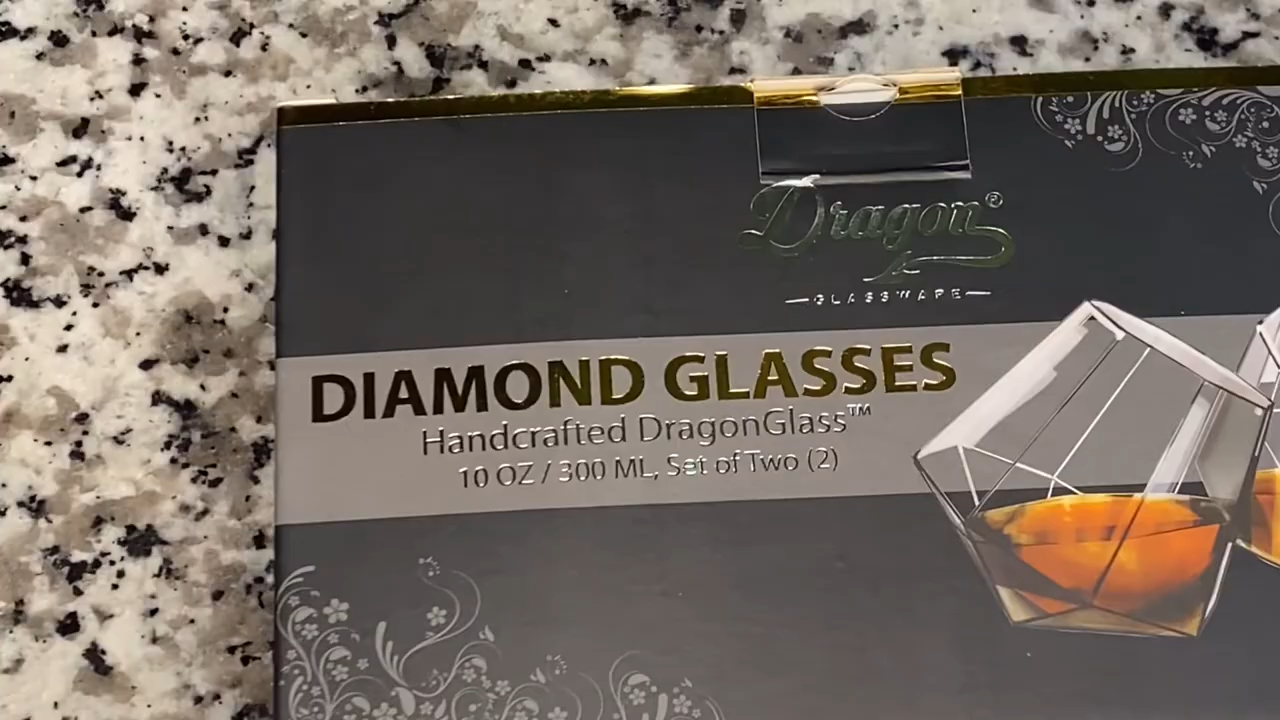 Dragon®
GLASSWARE
DIAMOND GLASSES
Handcrafted DragonGlass™
10 OZ / 300 ML, Set of Two (2)